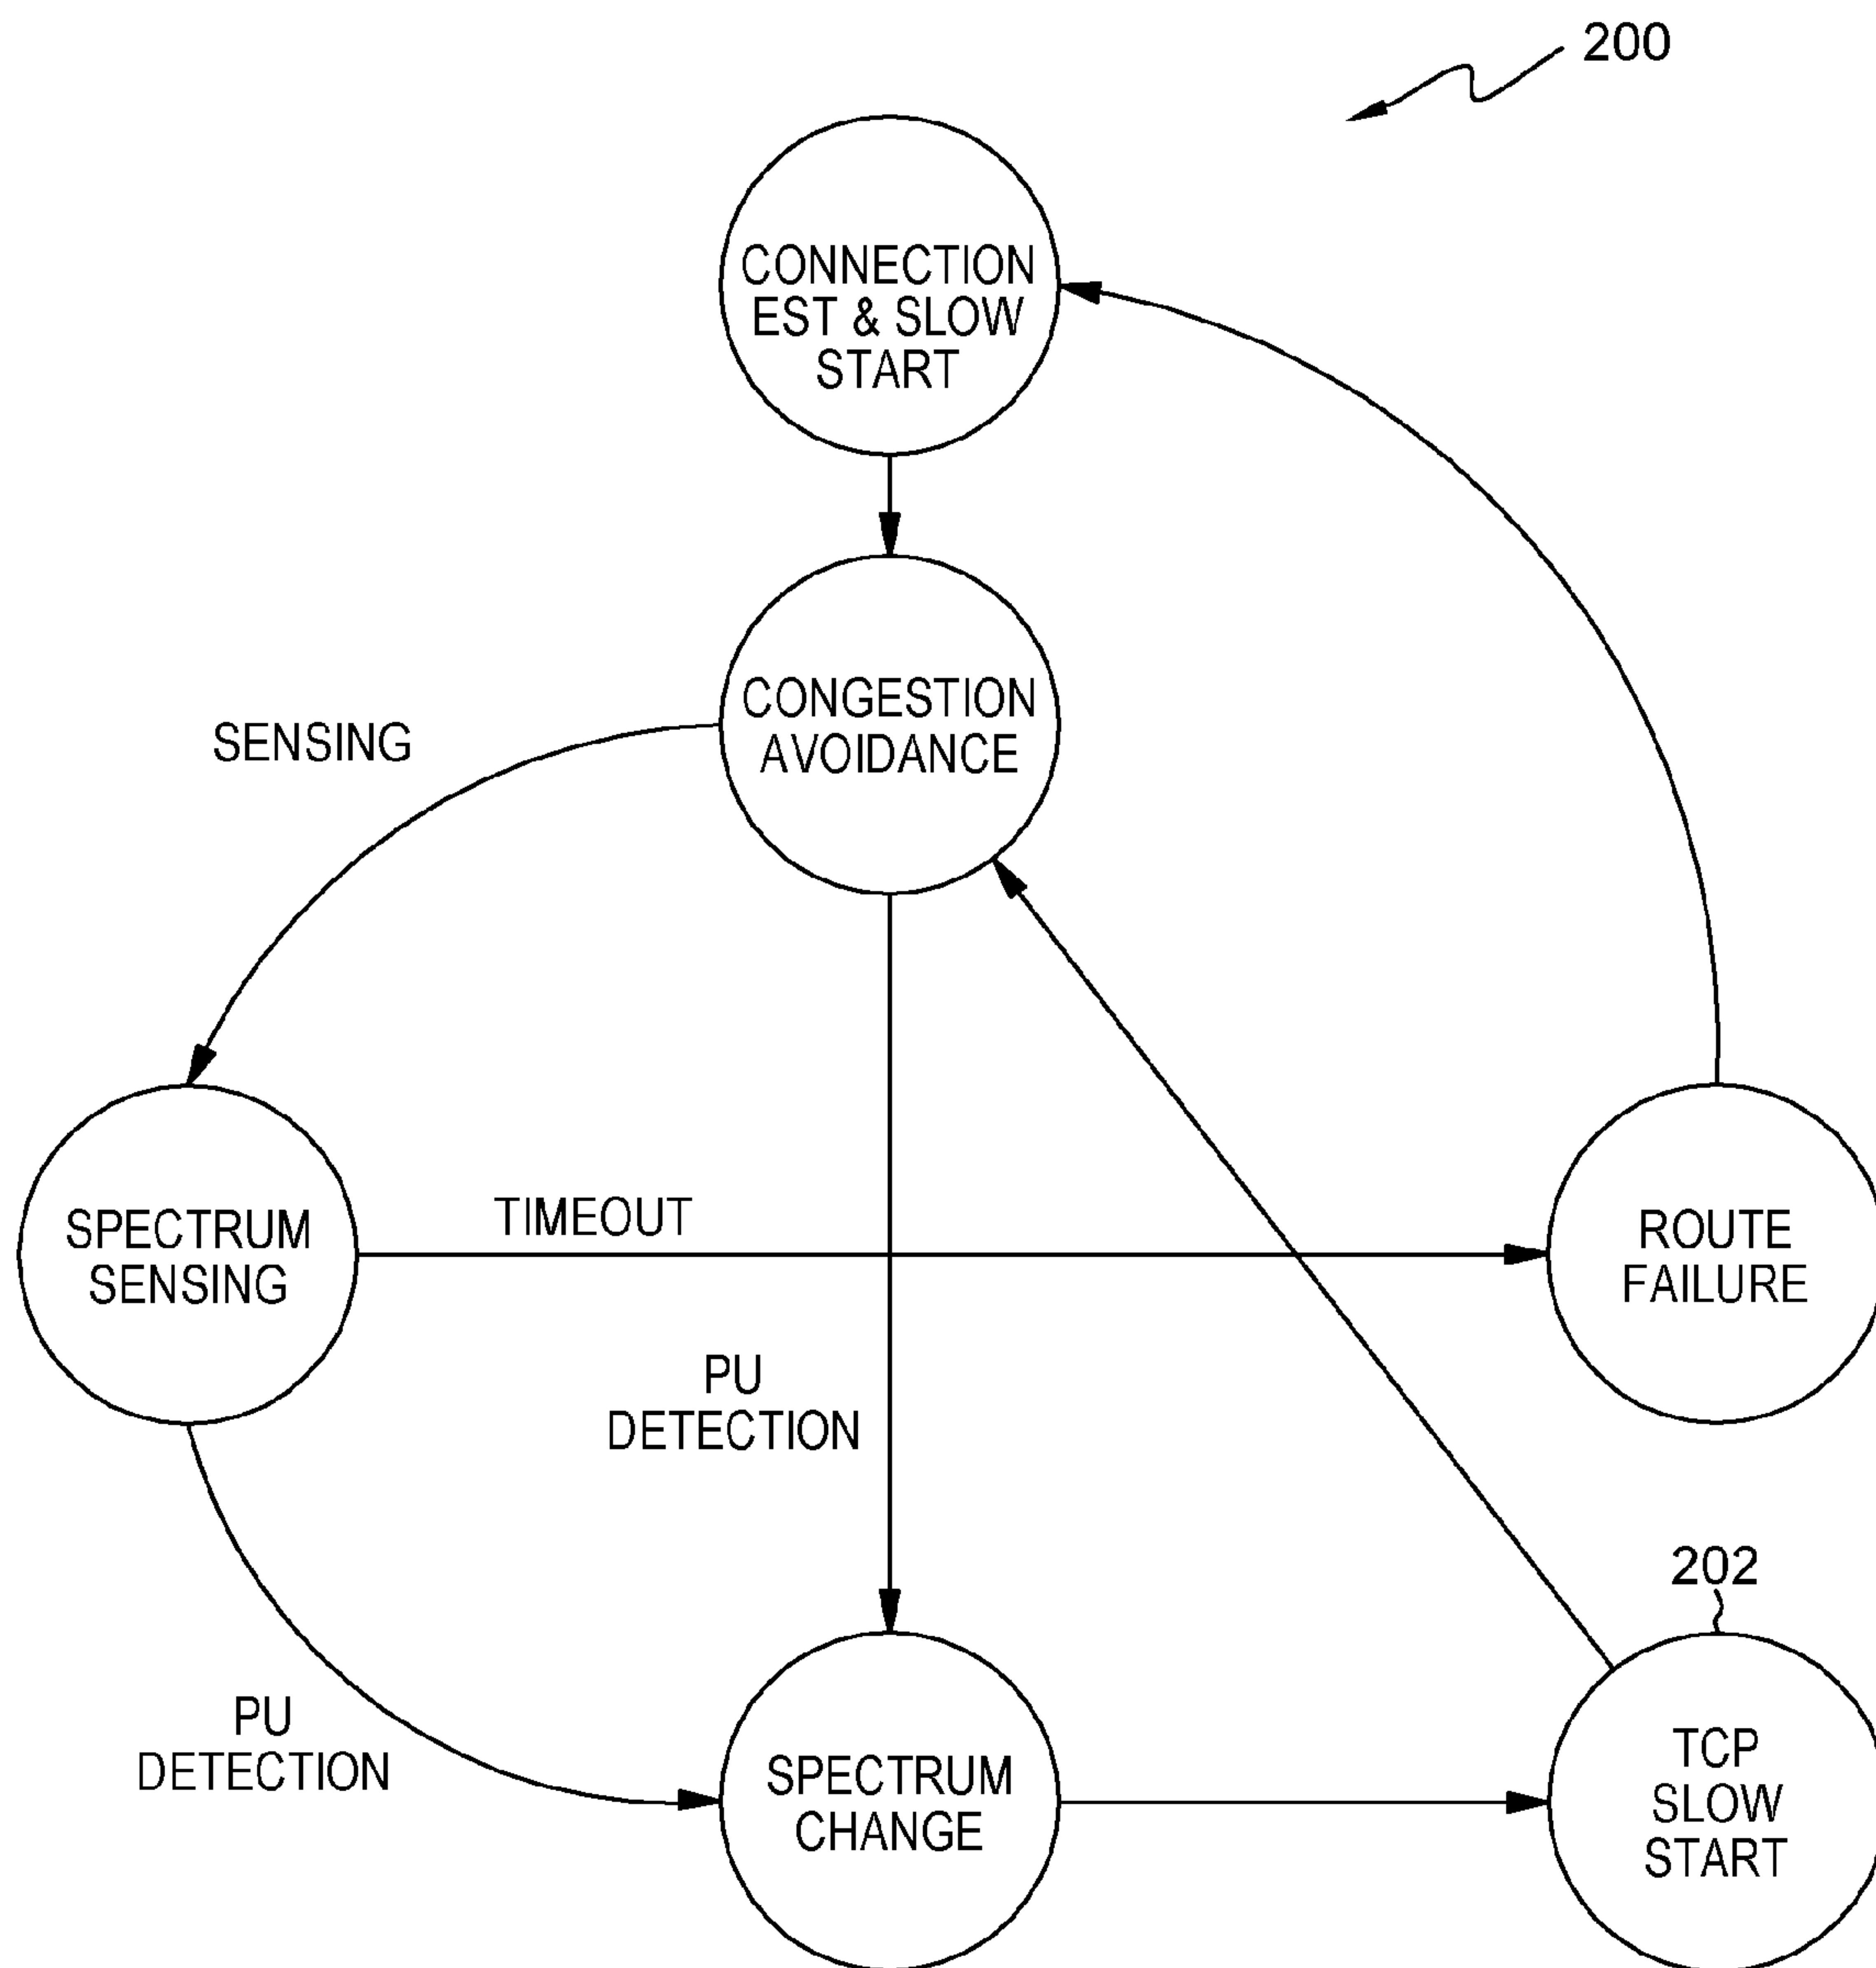 200
CONNECTION
EST & SLOW
START
CONGESTION
AVOIDANCE
SENSING
SPECTRUM
SENSING
TIMEOUT
ROUTE
FAILURE
PU
DETECTION
202
PU
DETECTION
SPECTRUM
CHANGE
TCP
SLOW
START